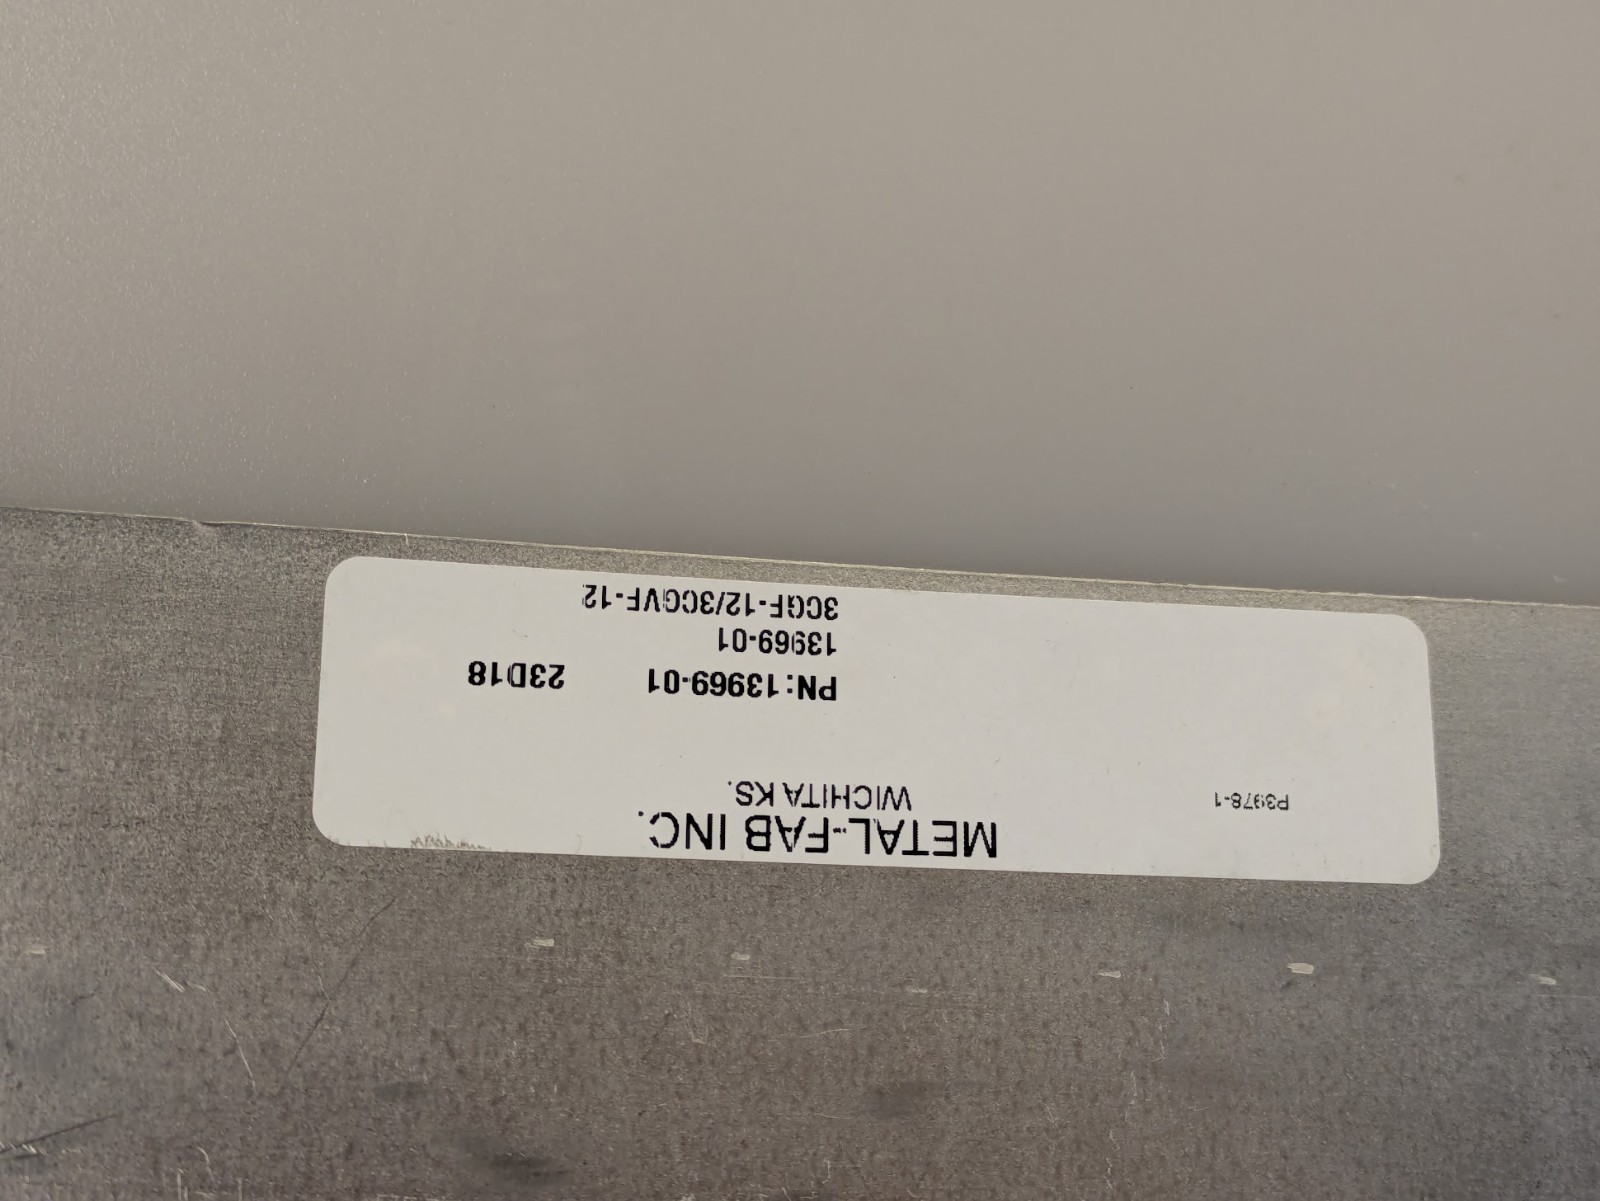 METAL-FAB INC.
WICHITA KS.
P3978-1
PN:13969-01 23D18
13969-01
3CGF-12/3CGVF-12